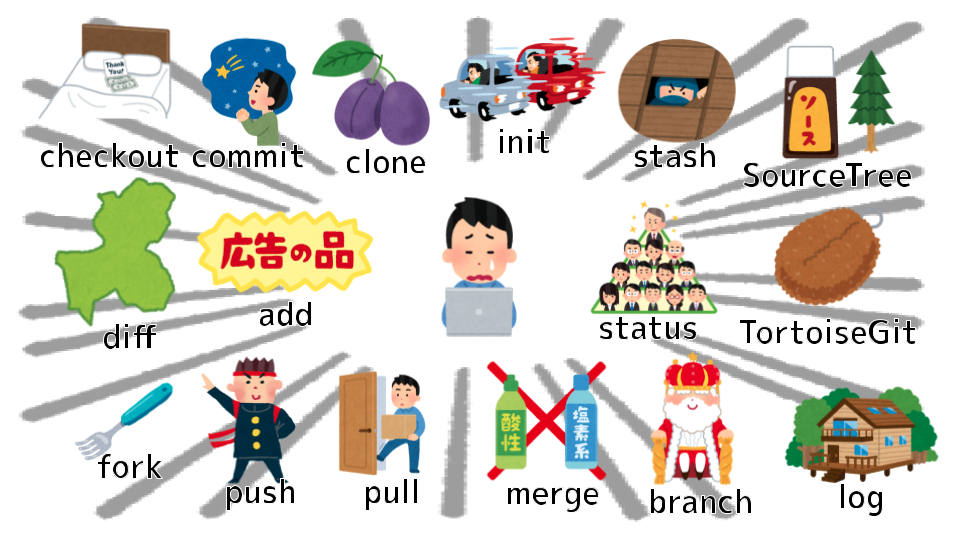 Thank
You!
checkout
commit
clone
init
stash
ソース
SourceTree
diff
広告の品
add
status
TortoiseGit
fork
push
pull
酸性
塩素系
merge
branch
log